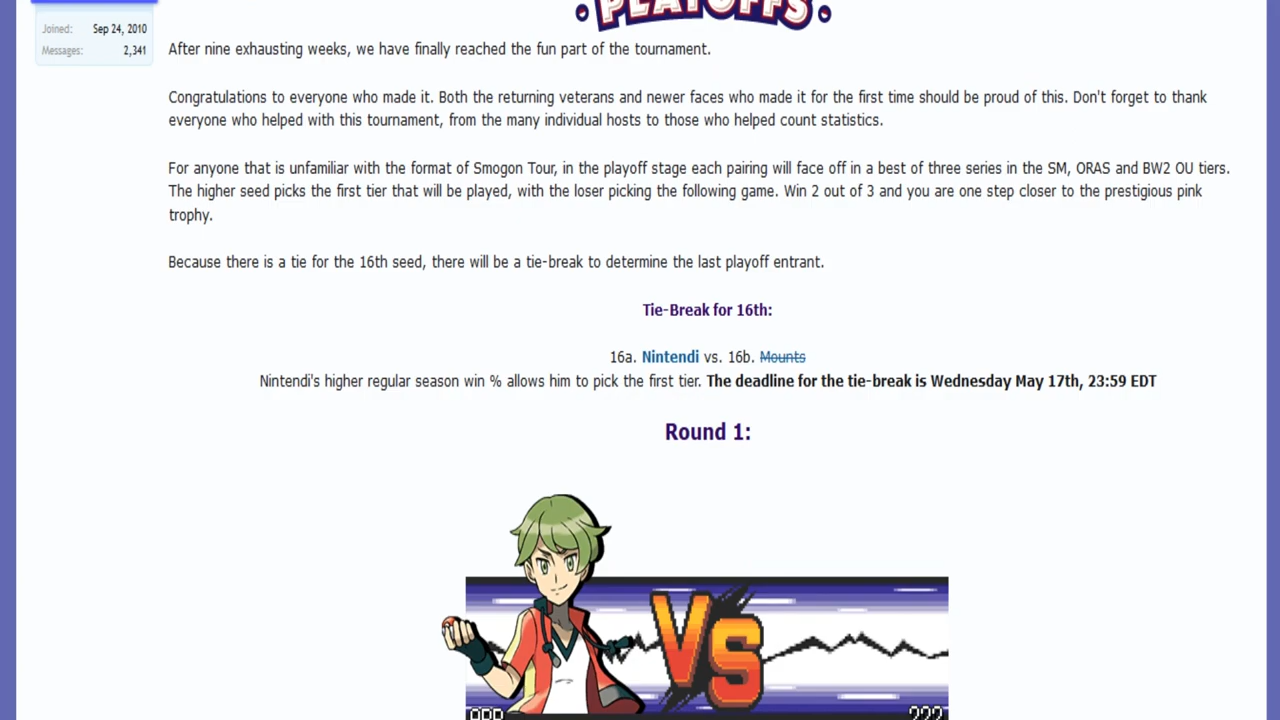 PLAYOFFS
Joined: Sep 24, 2010
Messages: 2,341
After nine exhausting weeks, we have finally reached the fun part of the tournament.
Congratulations to everyone who made it. Both the returning veterans and newer faces who made it for the first time should be proud of this. Don't forget to thank
everyone who helped with this tournament, from the many individual hosts to those who helped count statistics.
For anyone that is unfamiliar with the format of Smogon Tour, in the playoff stage each pairing will face off in a best of three series in the SM, ORAS and BW2 OU tiers.
The higher seed picks the first tier that will be played, with the loser picking the following game. Win 2 out of 3 and you are one step closer to the prestigious pink
trophy.
Because there is a tie for the 16th seed, there will be a tie-break to determine the last playoff entrant.
Tie-Break for 16th:
16a. Nintendi vs. 16b. Mounts
Nintendi's higher regular season win % allows him to pick the first tier. The deadline for the tie-break is Wednesday May 17th, 23:59 EDT
Round 1:
VS